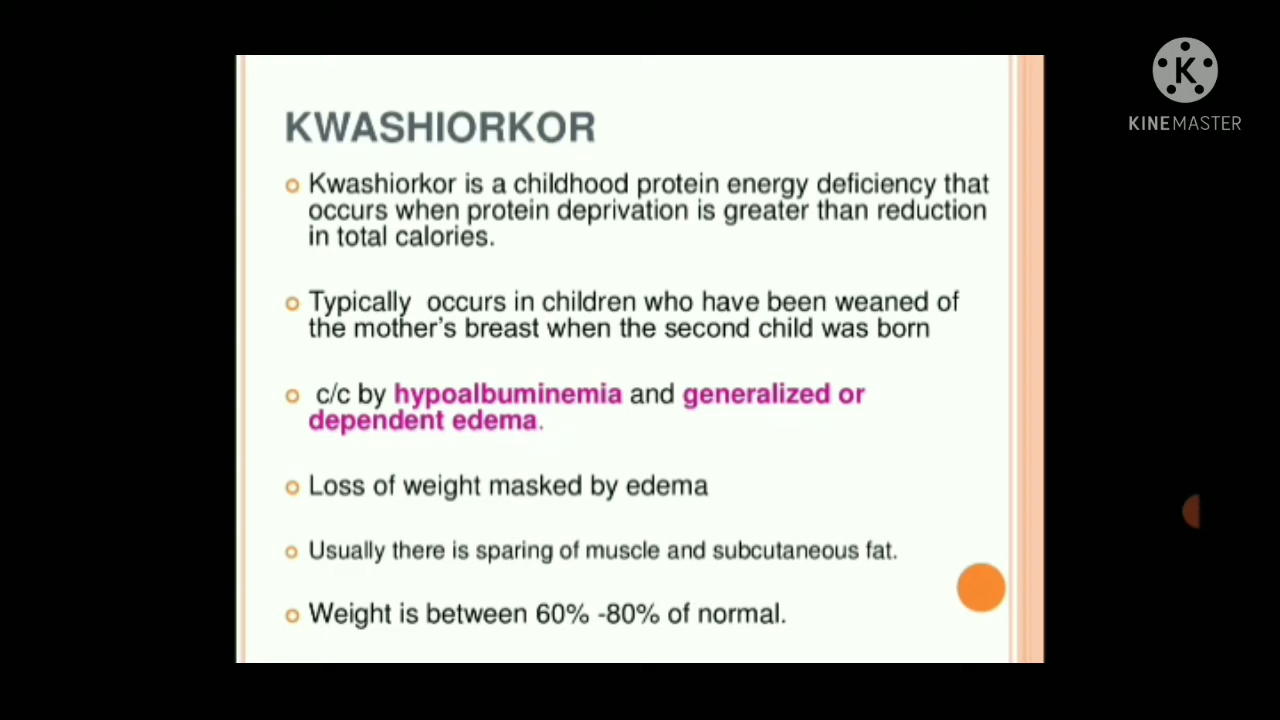 KWASHIORKOR
Kwashiorkor is a childhood protein energy deficiency that
occurs when protein deprivation is greater than reduction
in total calories.
Typically occurs in children who have been weaned of
the mother's breast when the second child was born
c/c by hypoalbuminemia and generalized or
dependent edema.
Loss of weight masked by edema
Usually there is sparing of muscle and subcutaneous fat.
Weight is between 60% -80% of normal.
K
KINEMASTER